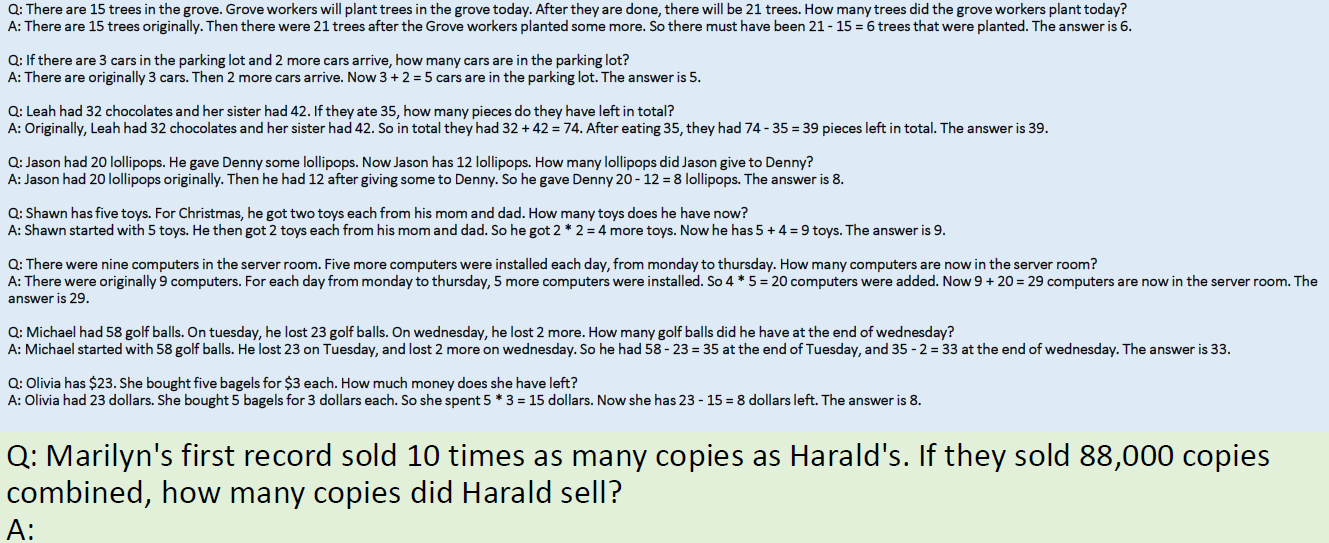 Q: There are 15 trees in the grove. Grove workers will plant trees in the grove today. After they are done, there will be 21 trees. How many trees did the grove workers plant today?
A: There are 15 trees originally. Then there were 21 trees after the Grove workers planted some more. So there must have been 21 - 15 = 6 trees that were planted. The answer is 6.
Q: If there are 3 cars in the parking lot and 2 more cars arrive, how many cars are in the parking lot?
A: There are originally 3 cars. Then 2 more cars arrive. Now 3 + 2 = 5 cars are in the parking lot. The answer is 5.
Q: Leah had 32 chocolates and her sister had 42. If they ate 35, how many pieces do they have left in total?
A: Originally, Leah had 32 chocolates and her sister had 42. So in total they had 32 + 42 = 74. After eating 35, they had 74 - 35 = 39 pieces left in total. The answer is 39.
Q: Jason had 20 lollipops. He gave Denny some lollipops. Now Jason has 12 lollipops. How many lollipops did Jason give to Denny?
A: Jason had 20 lollipops originally. Then he had 12 after giving some to Denny. So he gave Denny 20 - 12 = 8 lollipops. The answer is 8.
Q: Shawn has five toys. For Christmas, he got two toys each from his mom and dad. How many toys does he have now?
A: Shawn started with 5 toys. He then got 2 toys each from his mom and dad. So he got 2 * 2 = 4 more toys. Now he has 5 + 4 = 9 toys. The answer is 9.
Q: There were nine computers in the server room. Five more computers were installed each day, from monday to thursday. How many computers are now in the server room?
A: There were originally 9 computers. For each day from monday to thursday, 5 more computers were installed. So 4 * 5 = 20 computers were added. Now 9 + 20 = 29 computers are now in the server room. The
answer is 29.
Q: Michael had 58 golf balls. On tuesday, he lost 23 golf balls. On wednesday, he lost 2 more. How many golf balls did he have at the end of wednesday?
A: Michael started with 58 golf balls. He lost 23 on Tuesday, and lost 2 more on wednesday. So he had 58 - 23 = 35 at the end of Tuesday, and 35 - 2 = 33 at the end of wednesday. The answer is 33.
Q: Olivia has $23. She bought five bagels for $3 each. How much money does she have left?
A: Olivia had 23 dollars. She bought 5 bagels for 3 dollars each. So she spent 5 * 3 = 15 dollars. Now she has 23 - 15 = 8 dollars left. The answer is 8.
Q: Marilyn's first record sold 10 times as many copies as Harald's. If they sold 88,000 copies
combined, how many copies did Harald sell?
A: